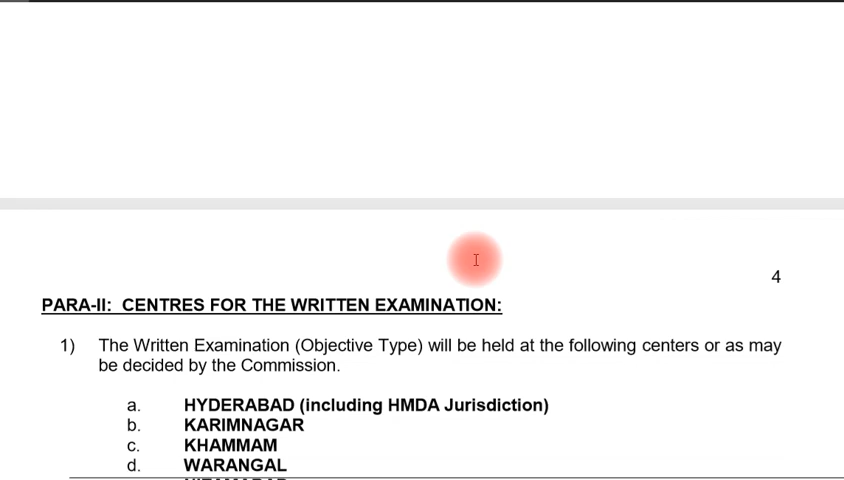 4
PARA-II: CENTRES FOR THE WRITTEN EXAMINATION:
1) The Written Examination (Objective Type) will be held at the following centers or as may
be decided by the Commission.
a. HYDERABAD (including HMDA Jurisdiction)
b. KARIMNAGAR
c. KHAMMAM
d. WARANGAL